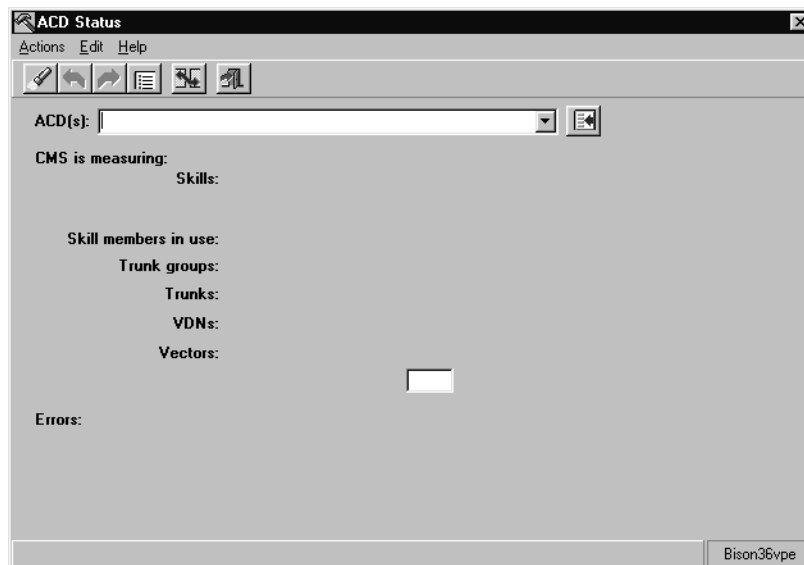 ACD Status
Actions Edit Help
ACD(s):
CMS is measuring:
Skills:
Skill members in use:
Trunk groups:
Trunks:
VDNs:
Vectors:
Errors:
Bison36vpe